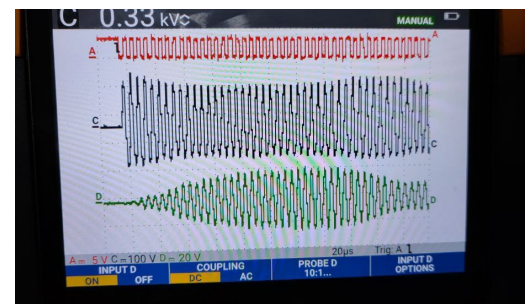 C 0.33 kV MANUAL
A A
C C
D D
A= 5 V C=100 V D= 20 V 20µs Trig: A
INPUT D COUPLING PROBE D INPUT D
ON OFF DC AC 10:1... OPTIONS